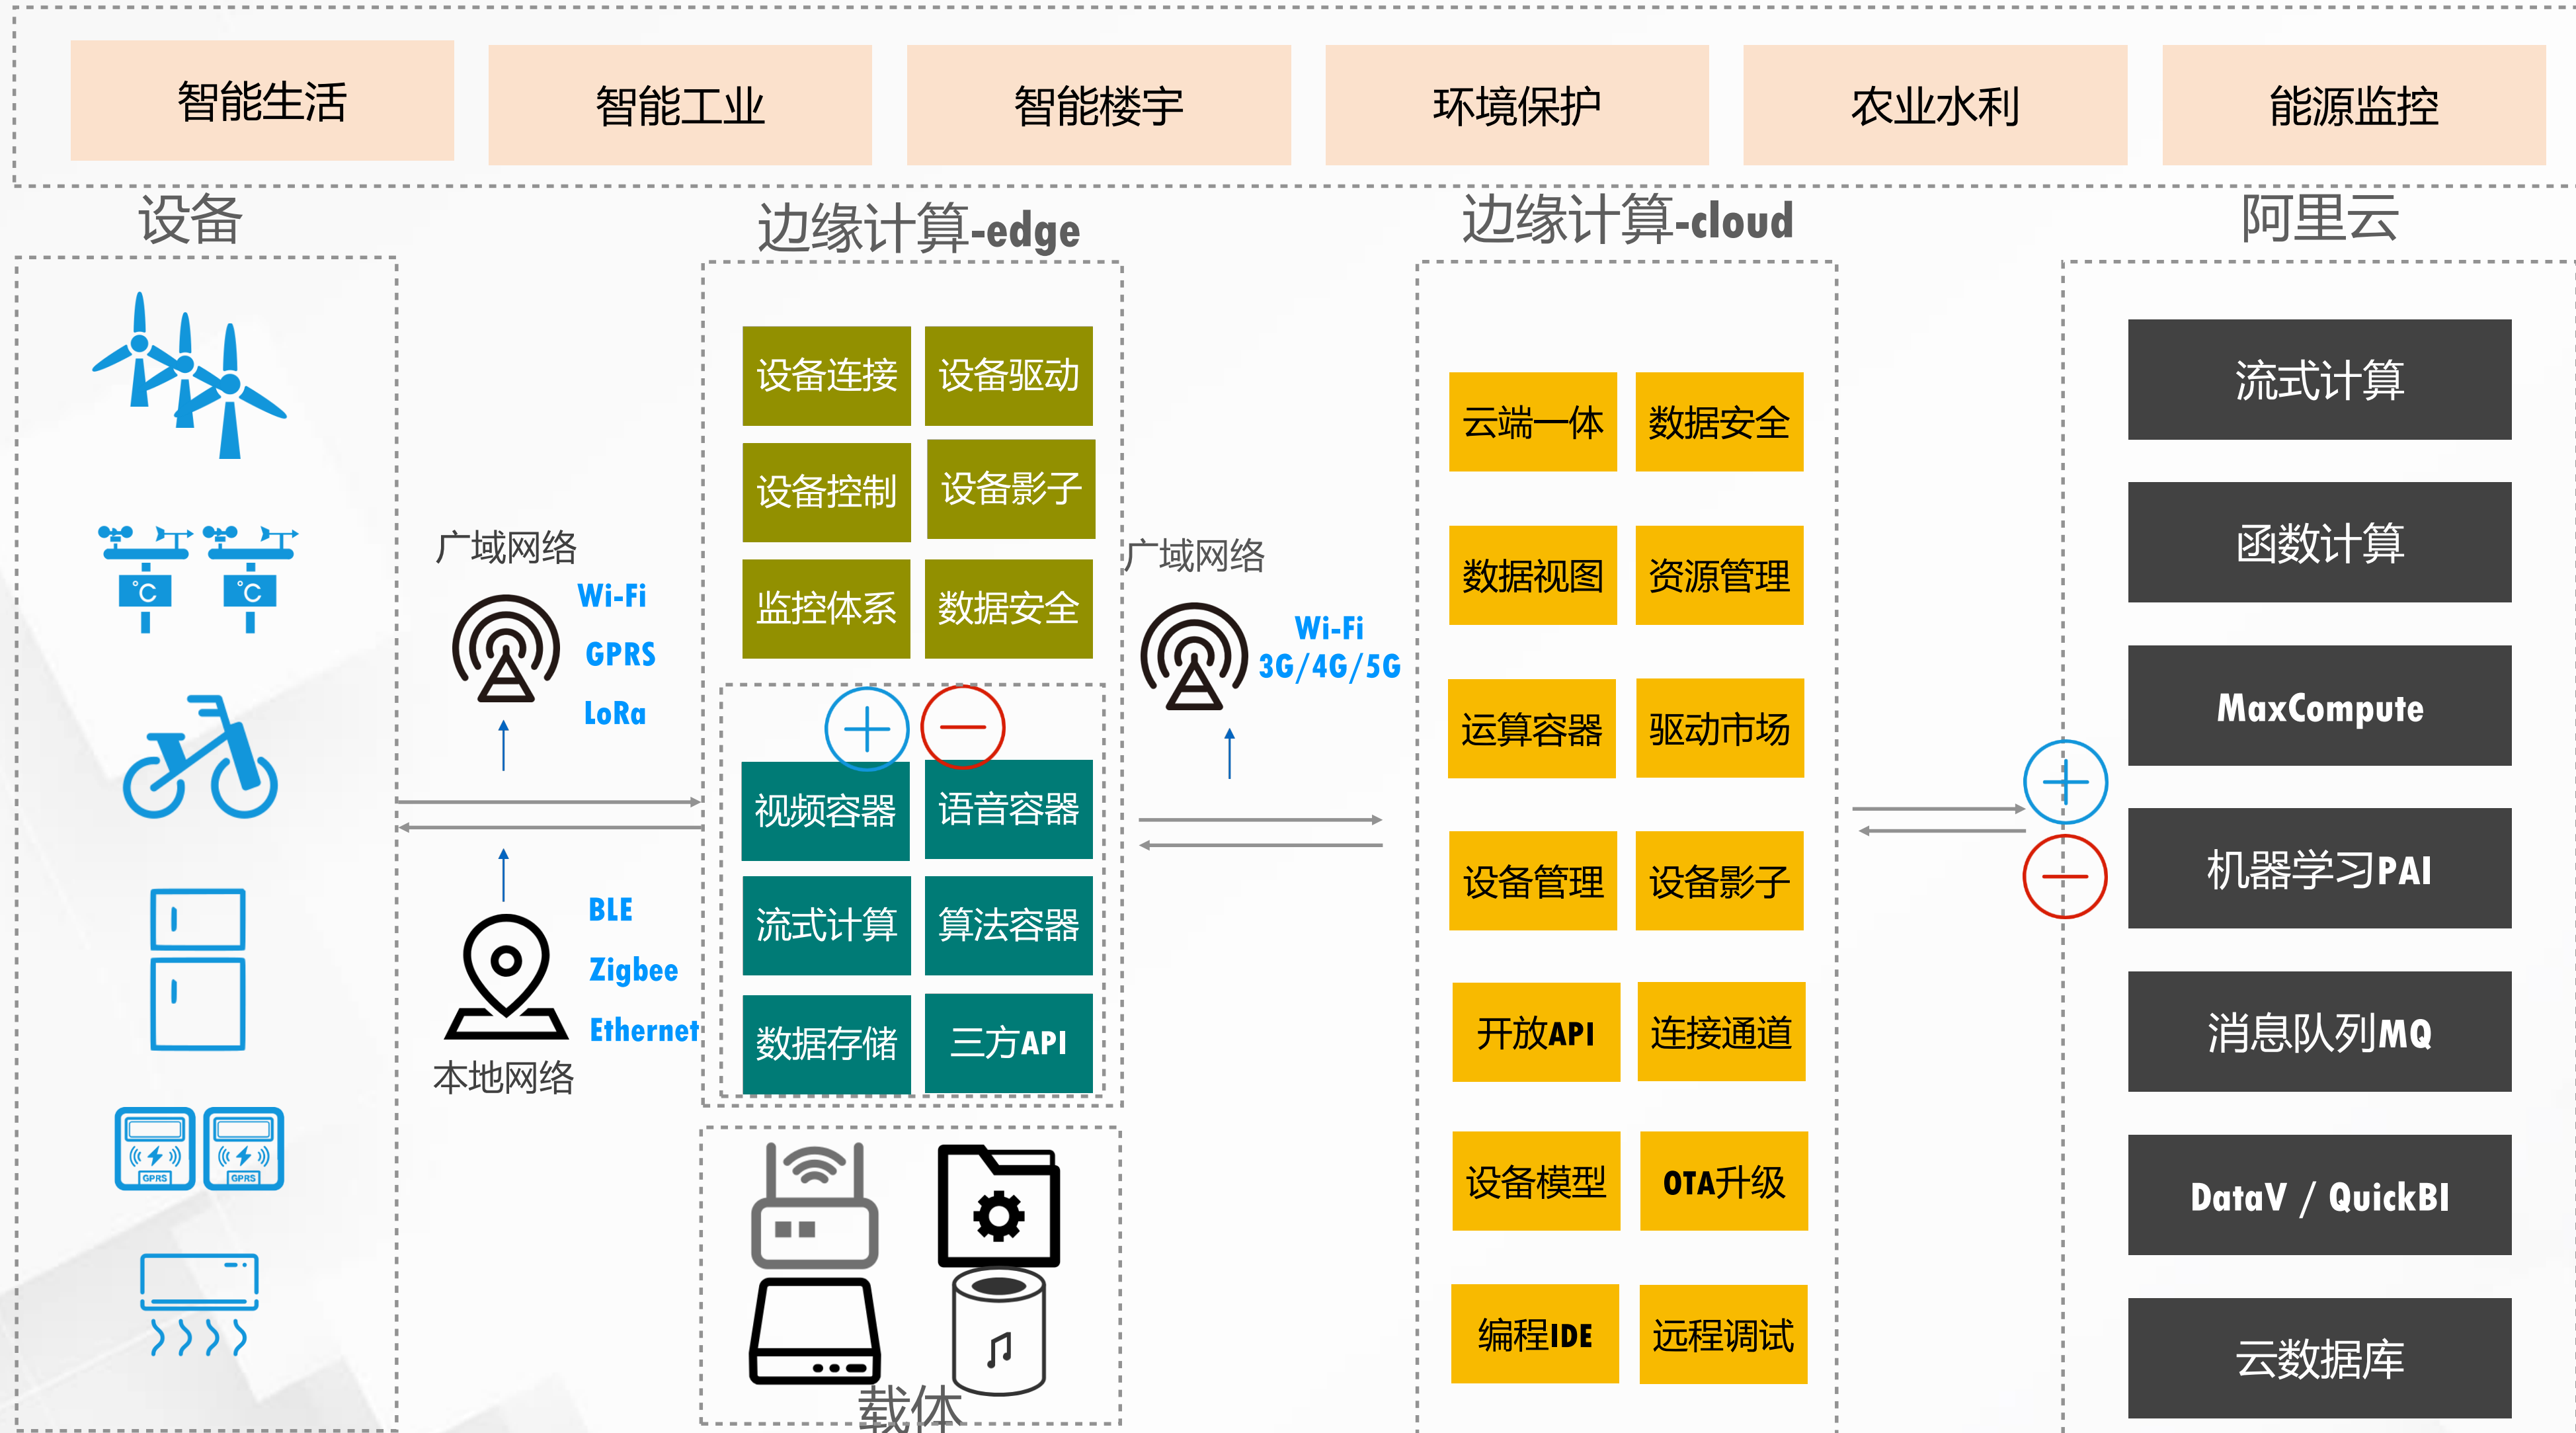 智能生活
智能工业
智能楼宇
环境保护
农业水利
能源监控
设备
边缘计算-edge
边缘计算-cloud
阿里云
℃
℃
GPRS
GPRS
广域网络
Wi-Fi
GPRS
LoRa
BLE
Zigbee
Ethernet
本地网络
设备连接
设备驱动
设备控制
设备影子
监控体系
数据安全
视频容器
语音容器
流式计算
算法容器
数据存储
三方API
载体
广域网络
Wi-Fi
3G/4G/5G
云端一体
数据安全
数据视图
资源管理
运算容器
驱动市场
设备管理
设备影子
开放API
连接通道
设备模型
OTA升级
编程IDE
远程调试
流式计算
函数计算
MaxCompute
机器学习PAI
消息队列MQ
DataV / QuickBI
云数据库